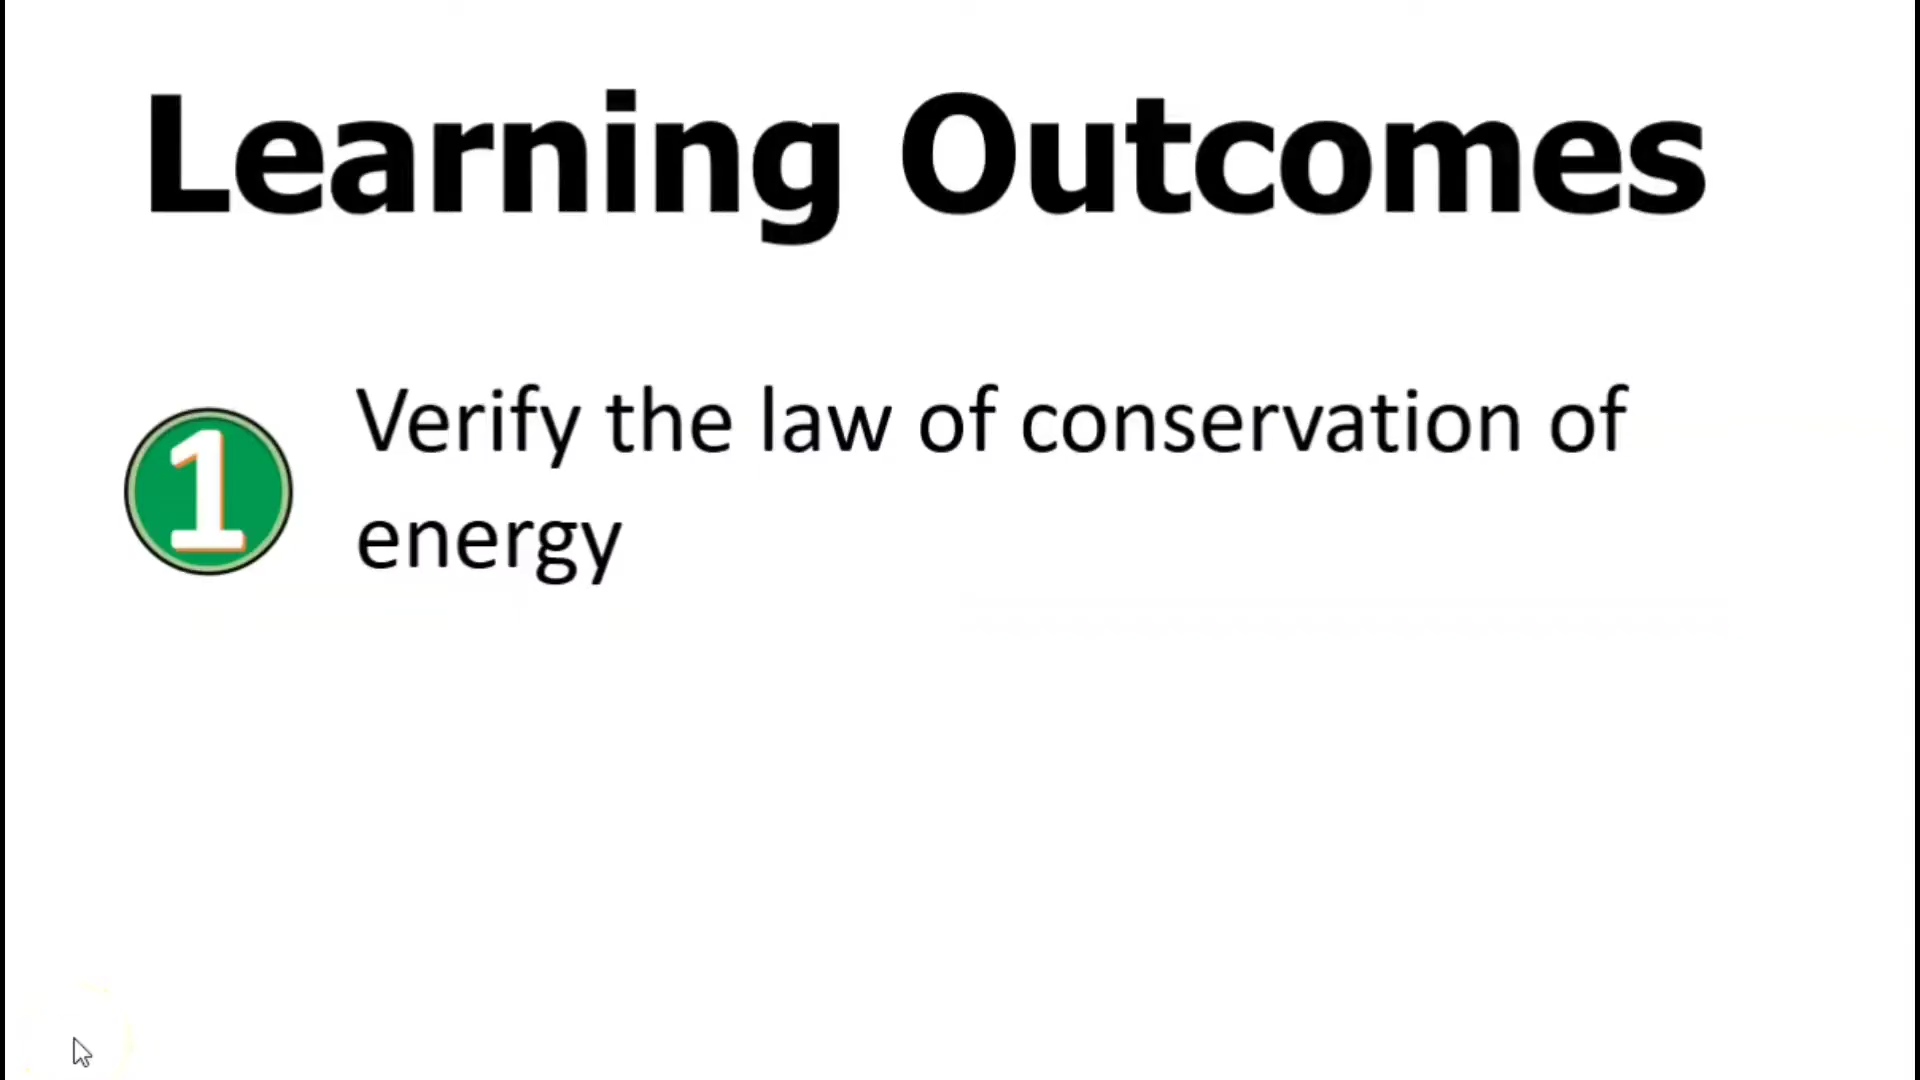 Learning Outcomes
1 Verify the law of conservation of
energy